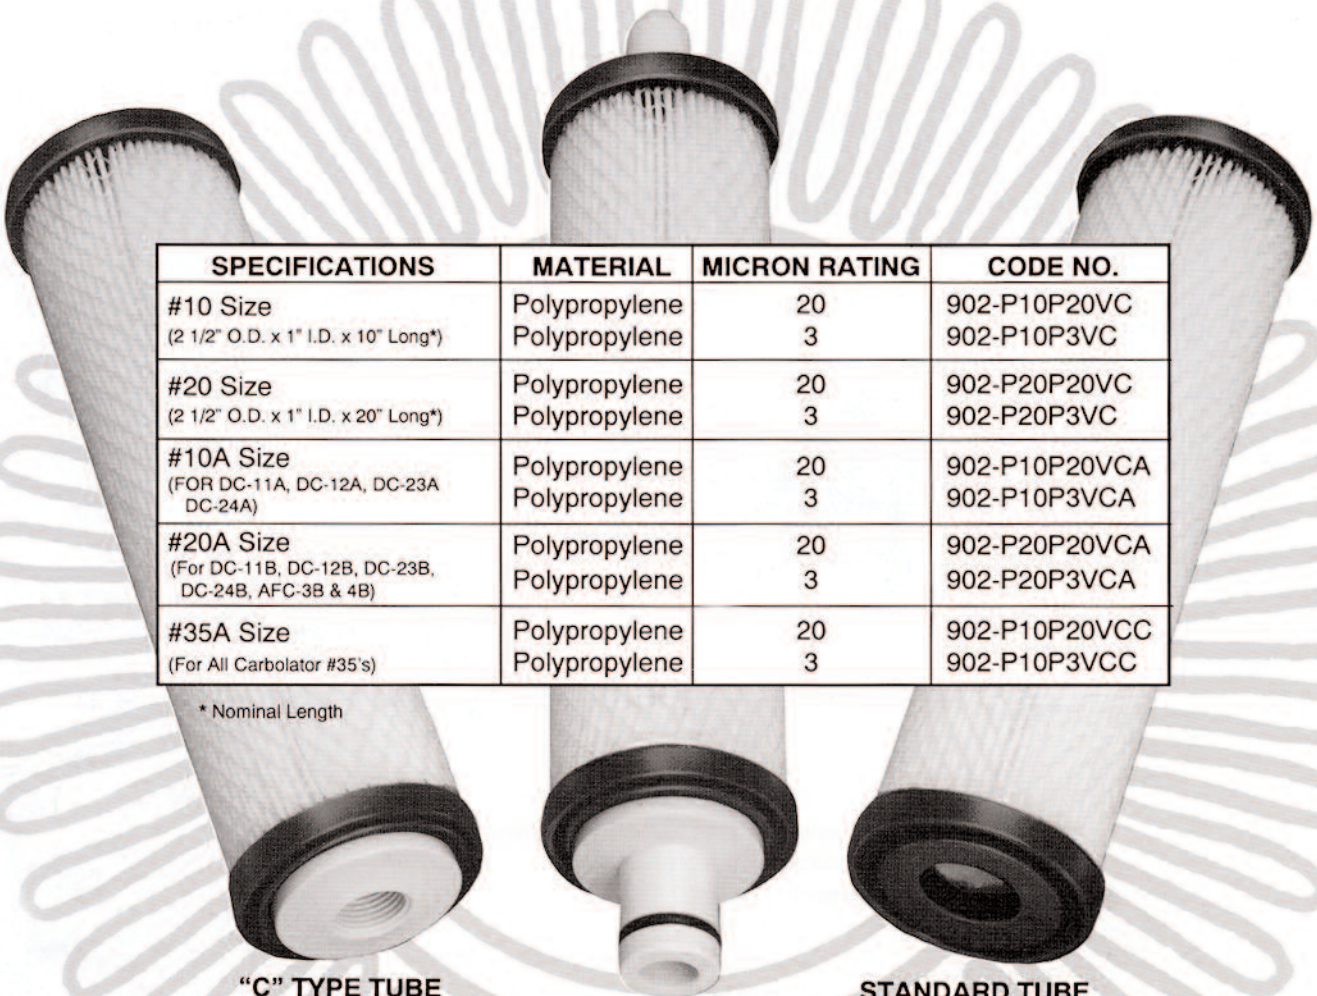 SPECIFICATIONS MATERIAL MICRON RATING CODE NO.
#10 Size Polypropylene 20 902-P10P20VC
(2 1/2" O.D. x 1" I.D. x 10" Long*) Polypropylene 3 902-P10P3VC
#20 Size Polypropylene 20 902-P20P20VC
(2 1/2" O.D. x 1" I.D. x 20" Long*) Polypropylene 3 902-P20P3VC
#10A Size Polypropylene 20 902-P10P20VCA
(FOR DC-11A, DC-12A, DC-23A Polypropylene 3 902-P10P3VCA
DC-24A)
#20A Size Polypropylene 20 902-P20P20VCA
(For DC-11B, DC-12B, DC-23B, Polypropylene 3 902-P20P3VCA
DC-24B, AFC-3B & 4B)
#35A Size Polypropylene 20 902-P10P20VCC
(For All Carbolator #35's) Polypropylene 3 902-P10P3VCC
* Nominal Length
"C" TYPE TUBE STANDARD TUBE